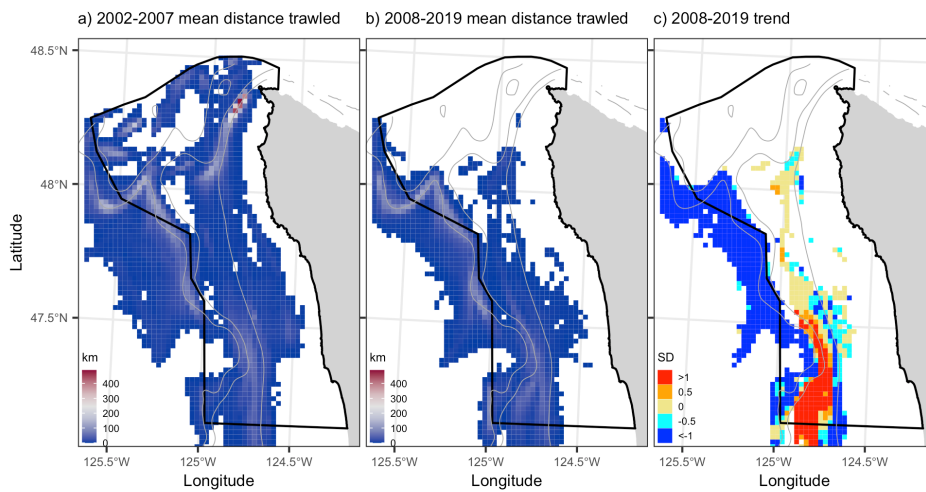 a) 2002-2007 mean distance trawled
b) 2008-2019 mean distance trawled
c) 2008-2019 trend
48.5°N
48°N
47.5°N
Latitude
km
400
300
200
100
0
km
400
300
200
100
0
SD
>1
0.5
0
-0.5
<-1
125.5°W
125°W
124.5°W
125.5°W
125°W
124.5°W
125.5°W
125°W
124.5°W
Longitude
Longitude
Longitude